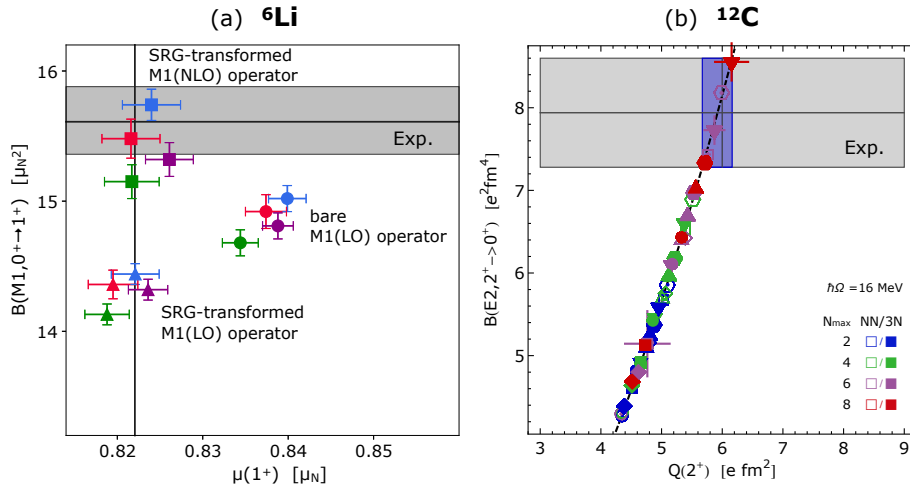 (a) ⁶Li
SRG-transformed
M1(NLO) operator
Exp.
bare
M1(LO) operator
SRG-transformed
M1(LO) operator
16
15
14
B(M1,0⁺→1⁺) [μ_N²]
0.82 0.83 0.84 0.85
μ(1⁺) [μ_N]
(b) ¹²C
Exp.
ℏΩ =16 MeV
Nmax NN/3N
2 /
4 /
6 /
8 /
8
7
6
5
B(E2,2⁺->0⁺) [e²fm⁴]
3 4 5 6 7 8 9
Q(2⁺) [e fm²]